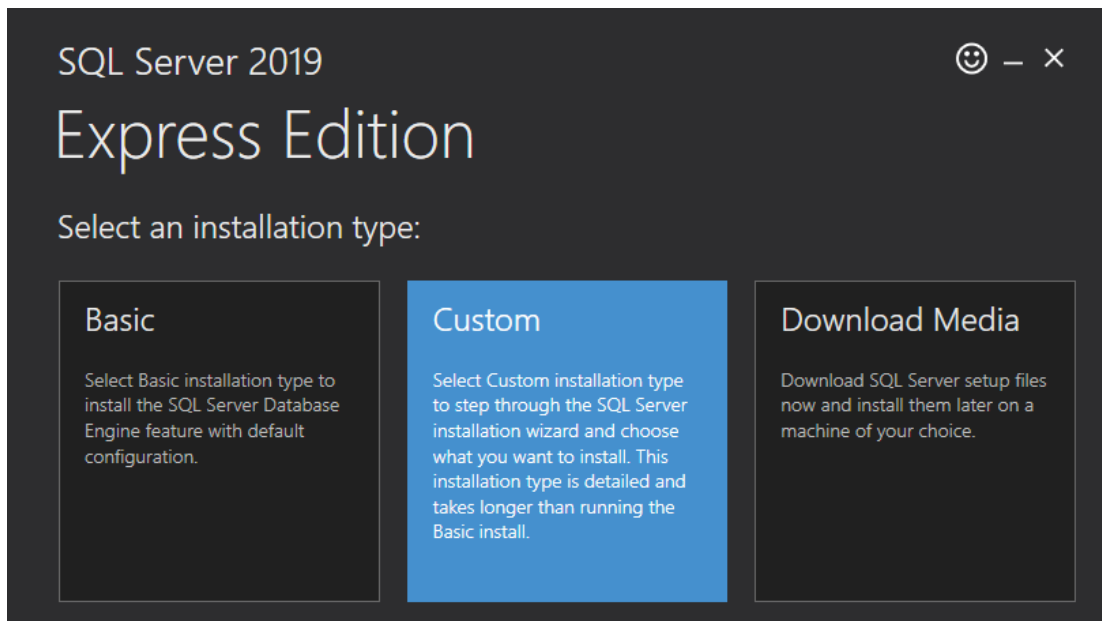 SQL Server 2019
Express Edition
Select an installation type:
Basic
Select Basic installation type to
install the SQL Server Database
Engine feature with default
configuration.
Custom
Select Custom installation type
to step through the SQL Server
installation wizard and choose
what you want to install. This
installation type is detailed and
takes longer than running the
Basic install.
Download Media
Download SQL Server setup files
now and install them later on a
machine of your choice.